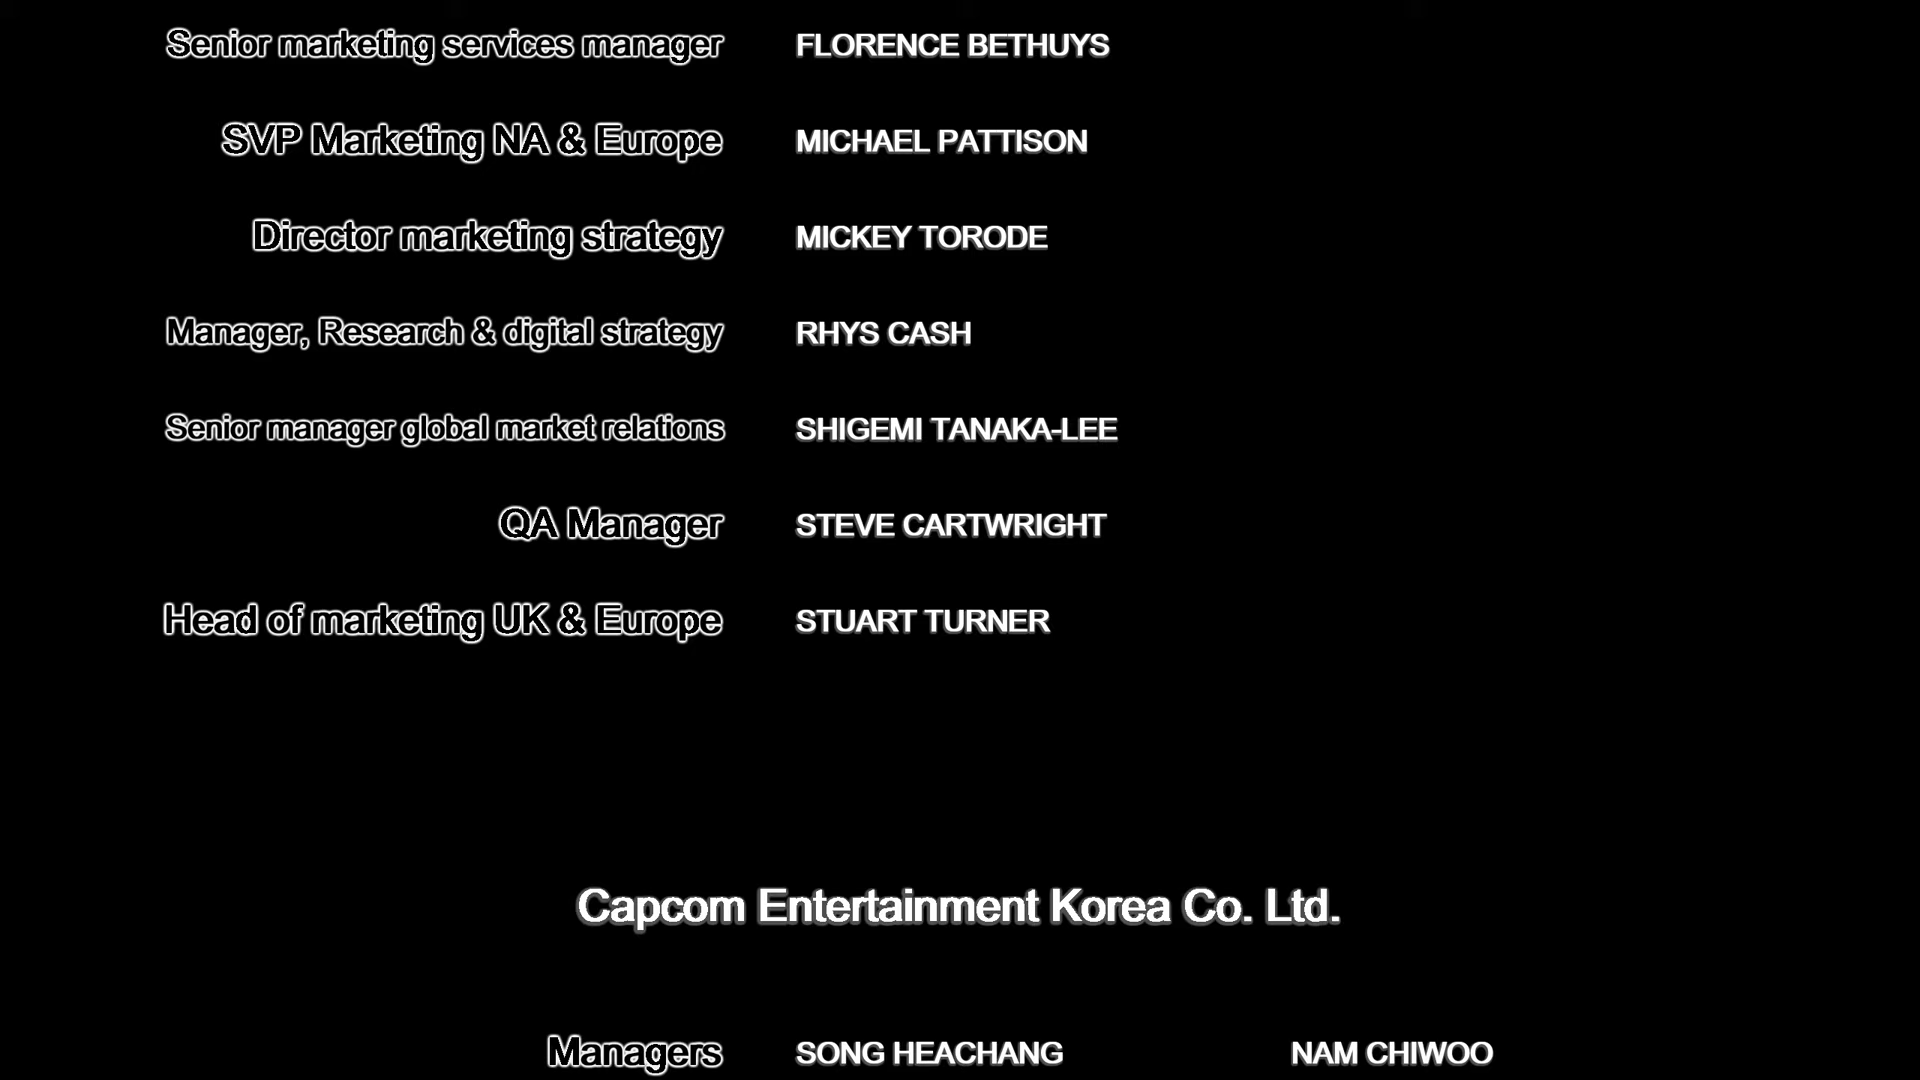 Senior marketing services manager FLORENCE BETHUYS
SVP Marketing NA & Europe MICHAEL PATTISON
Director marketing strategy MICKEY TORODE
Manager, Research & digital strategy RHYS CASH
Senior manager global market relations SHIGEMI TANAKA-LEE
QA Manager STEVE CARTWRIGHT
Head of marketing UK & Europe STUART TURNER
Capcom Entertainment Korea Co. Ltd.
Managers SONG HEACHANG NAM CHIWOO